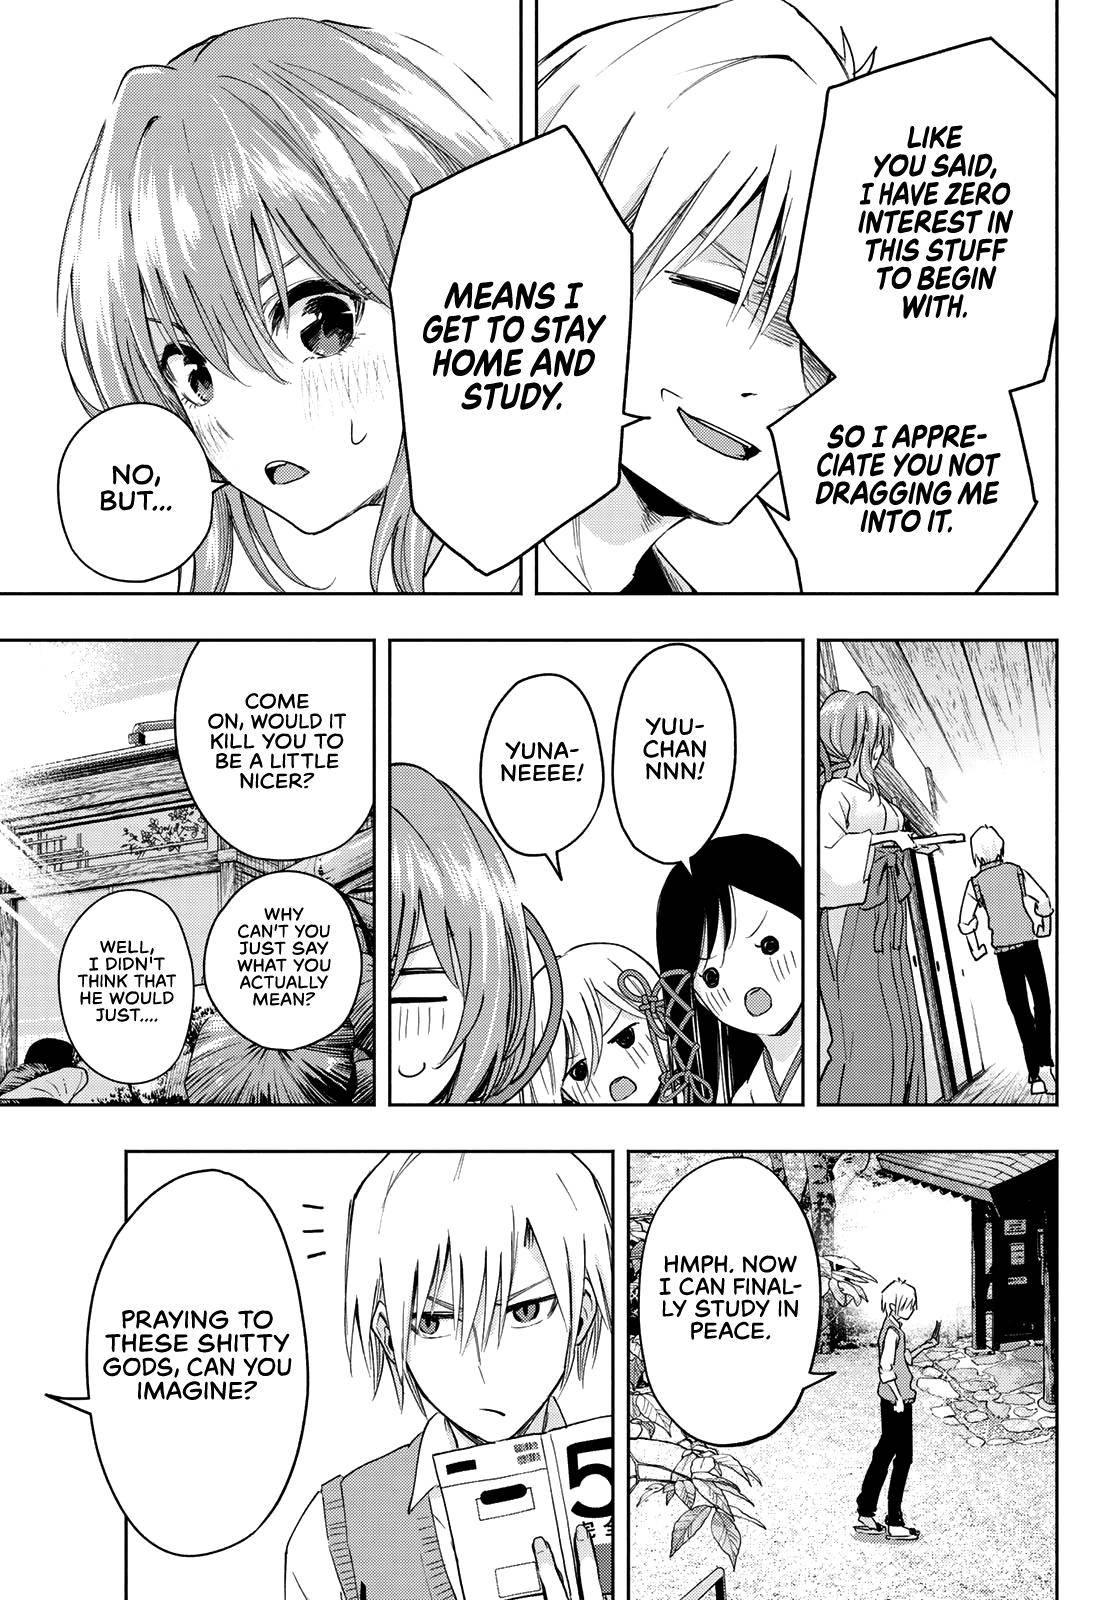 LIKE
YOU SAID,
I HAVE ZERO
INTEREST IN
THIS STUFF
TO BEGIN
WITH.
SO I APPRE-
CIATE YOU NOT
DRAGGING ME
INTO IT.
MEANS I
GET TO STAY
HOME AND
STUDY.
NO,
BUT...
YUU-
CHAN
NNN!
YUNA-
NEEEE!
COME
ON, WOULD IT
KILL YOU TO
BE A LITTLE
NICER?
WHY
CAN'T YOU
JUST SAY
WHAT YOU
ACTUALLY
MEAN?
WELL,
I DIDN'T
THINK THAT
HE WOULD
JUST....
HMPH. NOW
I CAN FINAL-
LY STUDY IN
PEACE.
PRAYING TO
THESE SHITTY
GODS, CAN YOU
IMAGINE?
5
完全